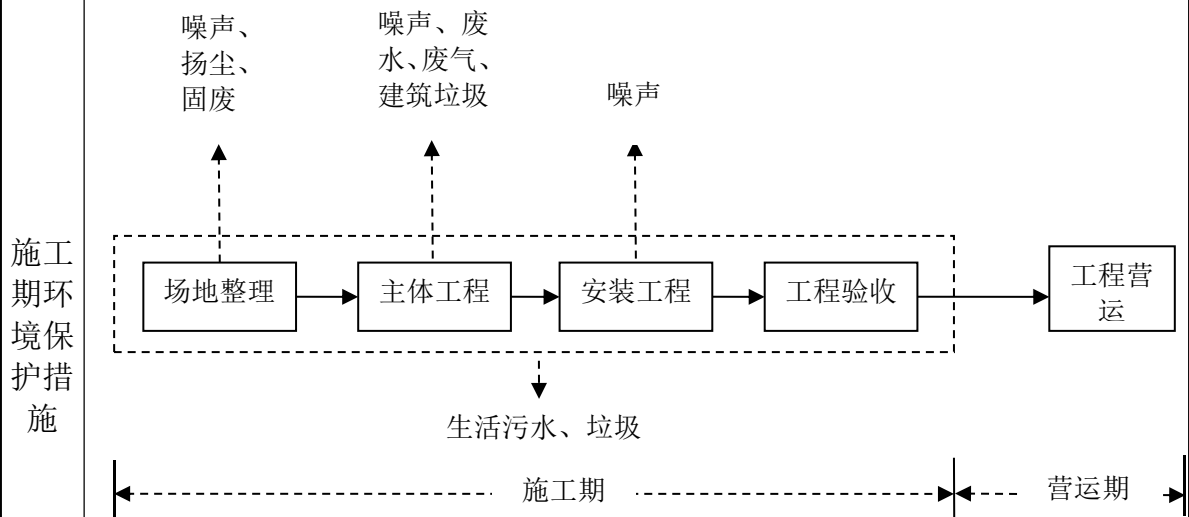 噪声、
扬尘、
固废
噪声、废
水、废气、
建筑垃圾
噪声
施工
期环
境保
护措
施
场地整理
主体工程
安装工程
工程验收
工程营
运
生活污水、垃圾
施工期
营运期